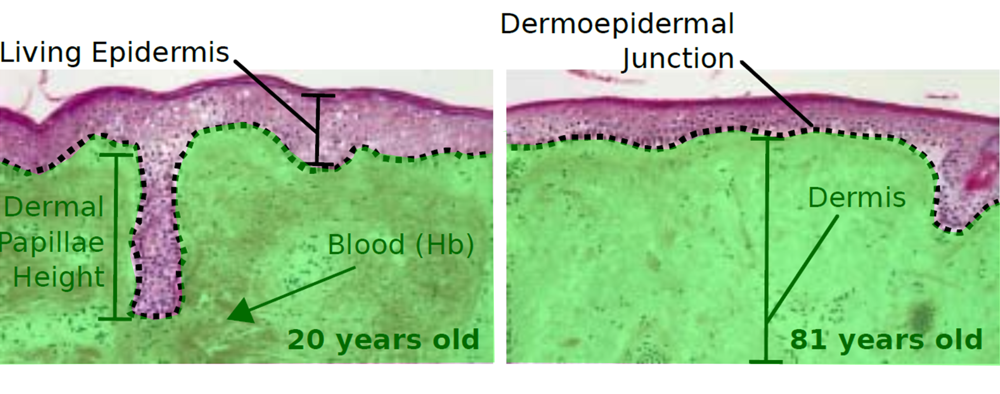 Living Epidermis
Dermoepidermal
Junction
Dermal
Papillae
Height
Blood (Hb)
20 years old
Dermis
81 years old